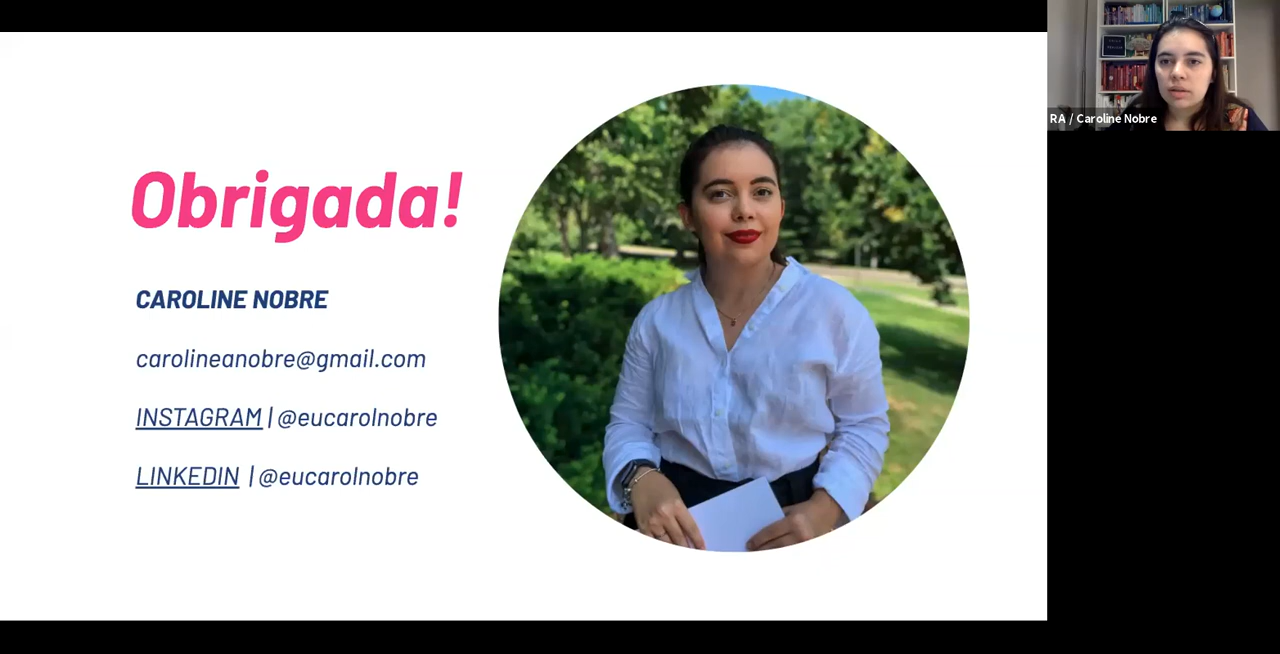 Obrigada!
CAROLINE NOBRE
carolineanobre@gmail.com
INSTAGRAM | @eucarolnobre
LINKEDIN | @eucarolnobre
RA / Caroline Nobre